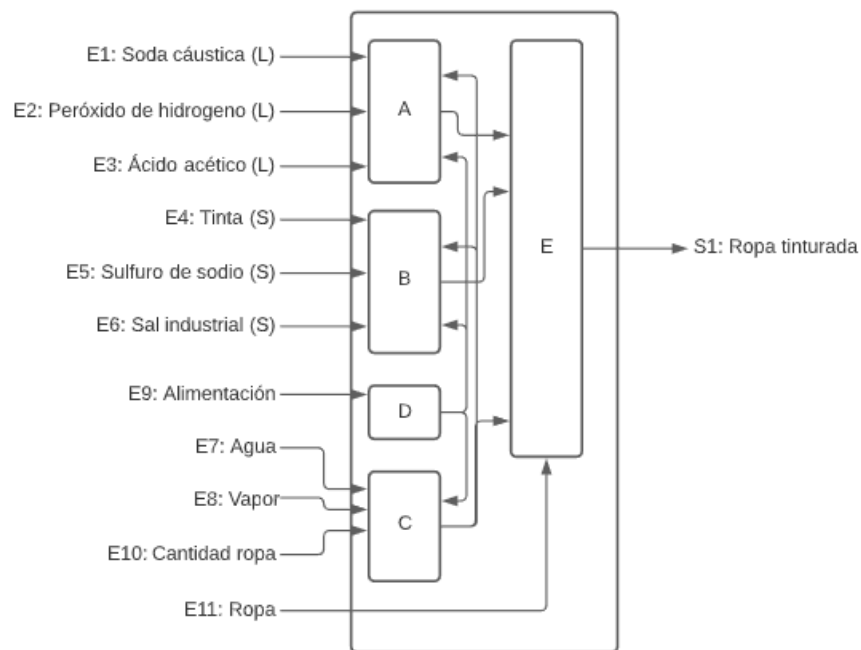 E1: Soda cáustica (L)
E2: Peróxido de hidrogeno (L)
E3: Ácido acético (L)
E4: Tinta (S)
E5: Sulfuro de sodio (S)
E6: Sal industrial (S)
E9: Alimentación
E7: Agua
E8: Vapor
E10: Cantidad ropa
E11: Ropa
A
B
D
C
E
S1: Ropa tinturada